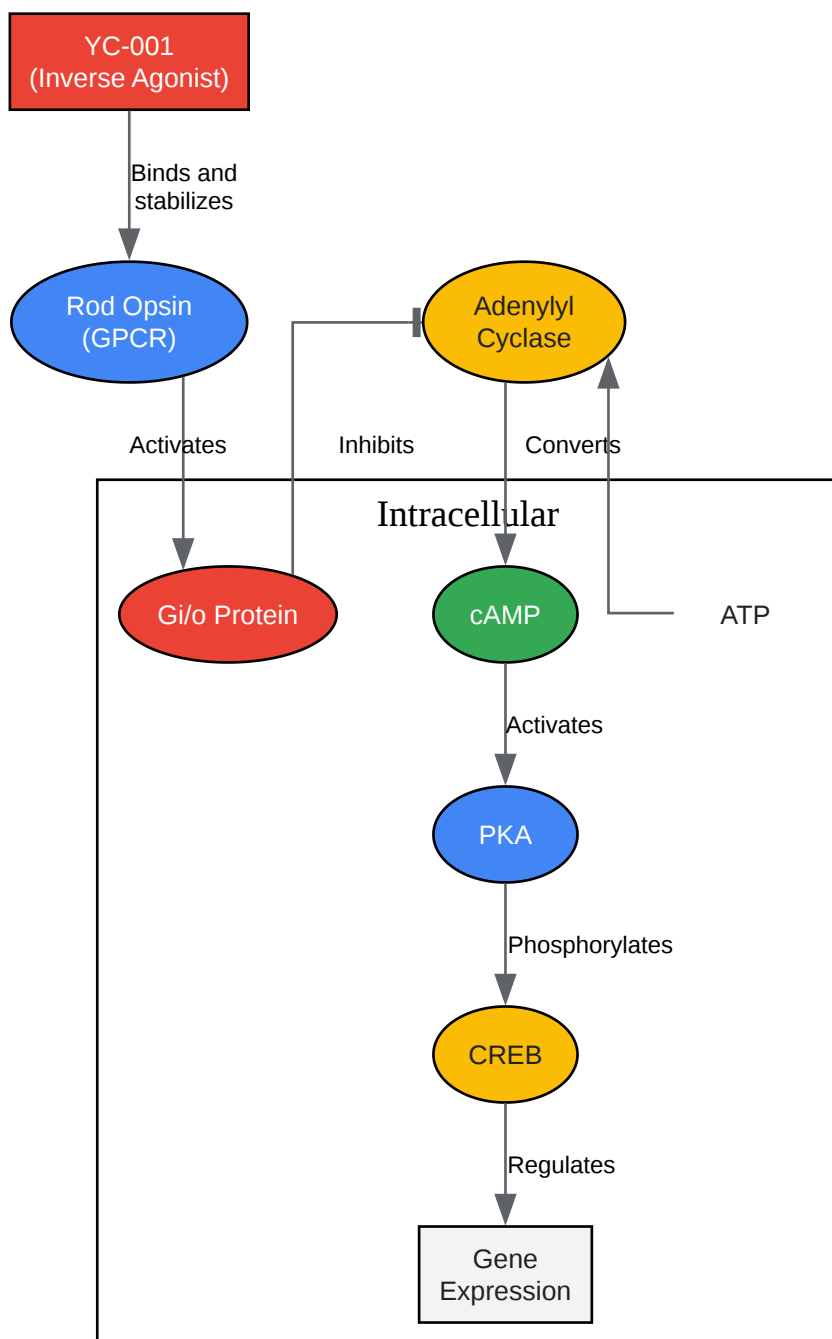 YC-001
(Inverse Agonist)
Binds and
stabilizes
Rod Opsin
(GPCR)
Adenylyl
Cyclase
Activates
Inhibits
Converts
Intracellular
Gi/o Protein
cAMP
ATP
Activates
PKA
Phosphorylates
CREB
Regulates
Gene
Expression